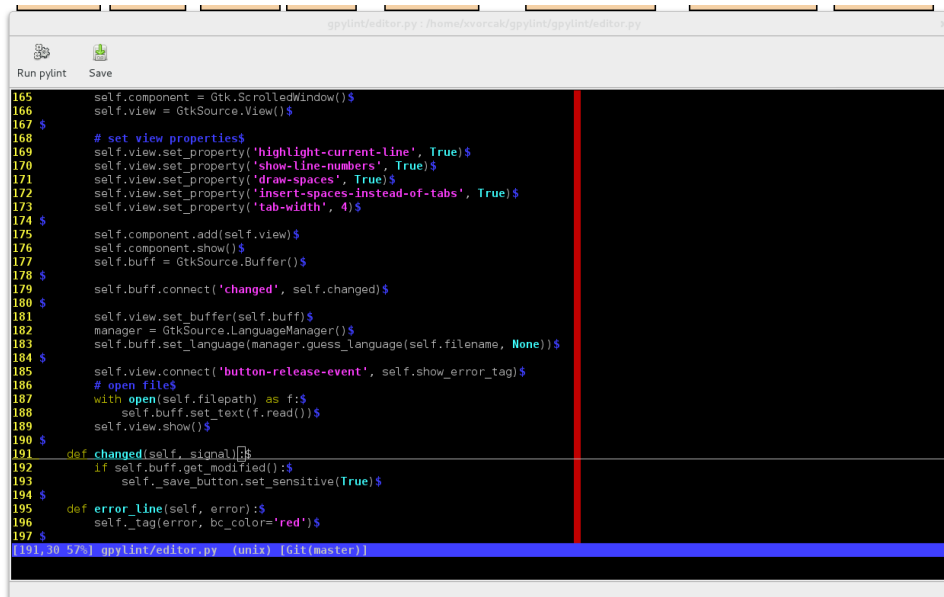 gpylint/editor.py : /home/xvorcak/gpylint/gpylint/editor.py
Run pylint Save
165         self.component = Gtk.ScrolledWindow()$
166         self.view = GtkSource.View()$
167 $
168         # set view properties$
169         self.view.set_property('highlight-current-line', True)$
170         self.view.set_property('show-line-numbers', True)$
171         self.view.set_property('draw-spaces', True)$
172         self.view.set_property('insert-spaces-instead-of-tabs', True)$
173         self.view.set_property('tab-width', 4)$
174 $
175         self.component.add(self.view)$
176         self.component.show()$
177         self.buff = GtkSource.Buffer()$
178 $
179         self.buff.connect('changed', self.changed)$
180 $
181         self.view.set_buffer(self.buff)$
182         manager = GtkSource.LanguageManager()$
183         self.buff.set_language(manager.guess_language(self.filename, None))$
184 $
185         self.view.connect('button-release-event', self.show_error_tag)$
186         # open file$
187         with open(self.filepath) as f:$
188             self.buff.set_text(f.read())$
189         self.view.show()$
190 $
191     def changed(self, signal):$
192         if self.buff.get_modified():$
193             self._save_button.set_sensitive(True)$
194 $
195     def error_line(self, error):$
196         self._tag(error, bc_color='red')$
197 $
[191,30 57%] gpylint/editor.py  (unix) [Git(master)]